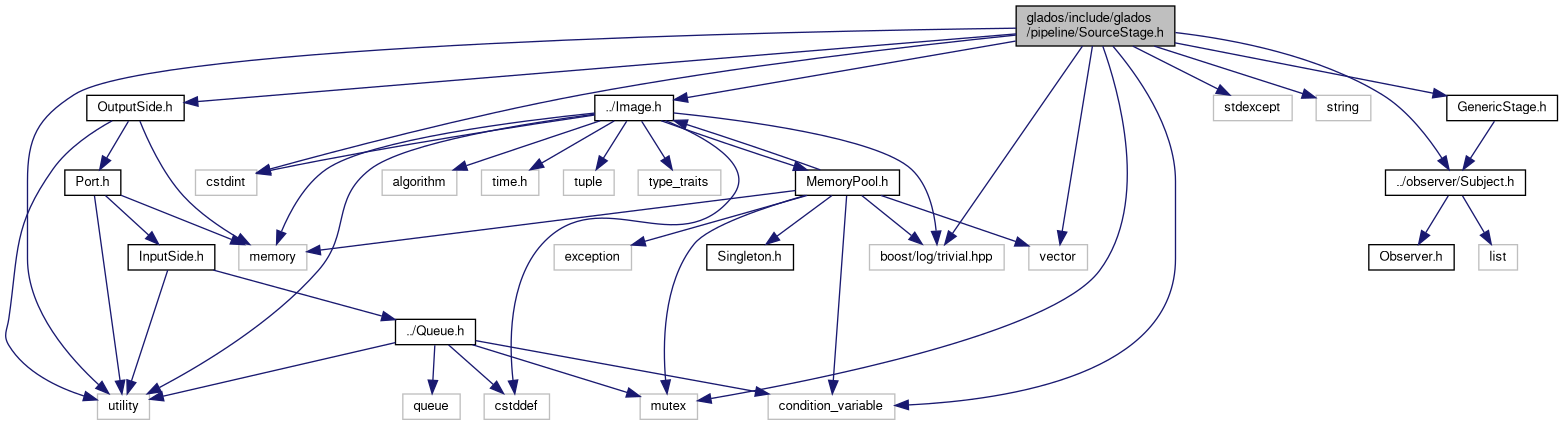 glados/include/glados
/pipeline/SourceStage.h
OutputSide.h
../Image.h
stdexcept
string
GenericStage.h
Port.h
cstdint
algorithm
time.h
tuple
type_traits
MemoryPool.h
../observer/Subject.h
InputSide.h
memory
exception
Singleton.h
boost/log/trivial.hpp
vector
Observer.h
list
../Queue.h
utility
queue
cstddef
mutex
condition_variable